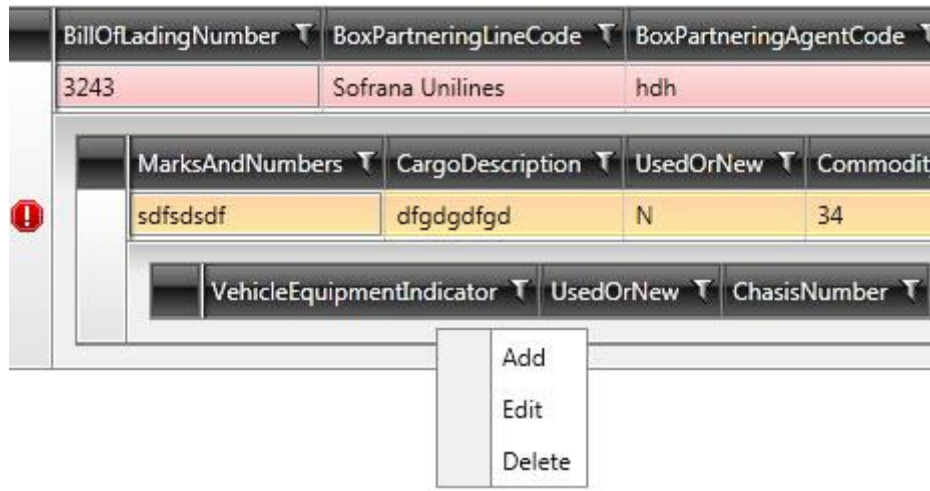 BillOfLadingNumber BoxPartneringLineCode BoxPartneringAgentCode
3243 Sofrana Unilines hdh
MarksAndNumbers CargoDescription UsedOrNew Commodit
sdfsdsdf dfgdgdfgd N 34
VehicleEquipmentIndicator UsedOrNew ChasisNumber
Add
Edit
Delete